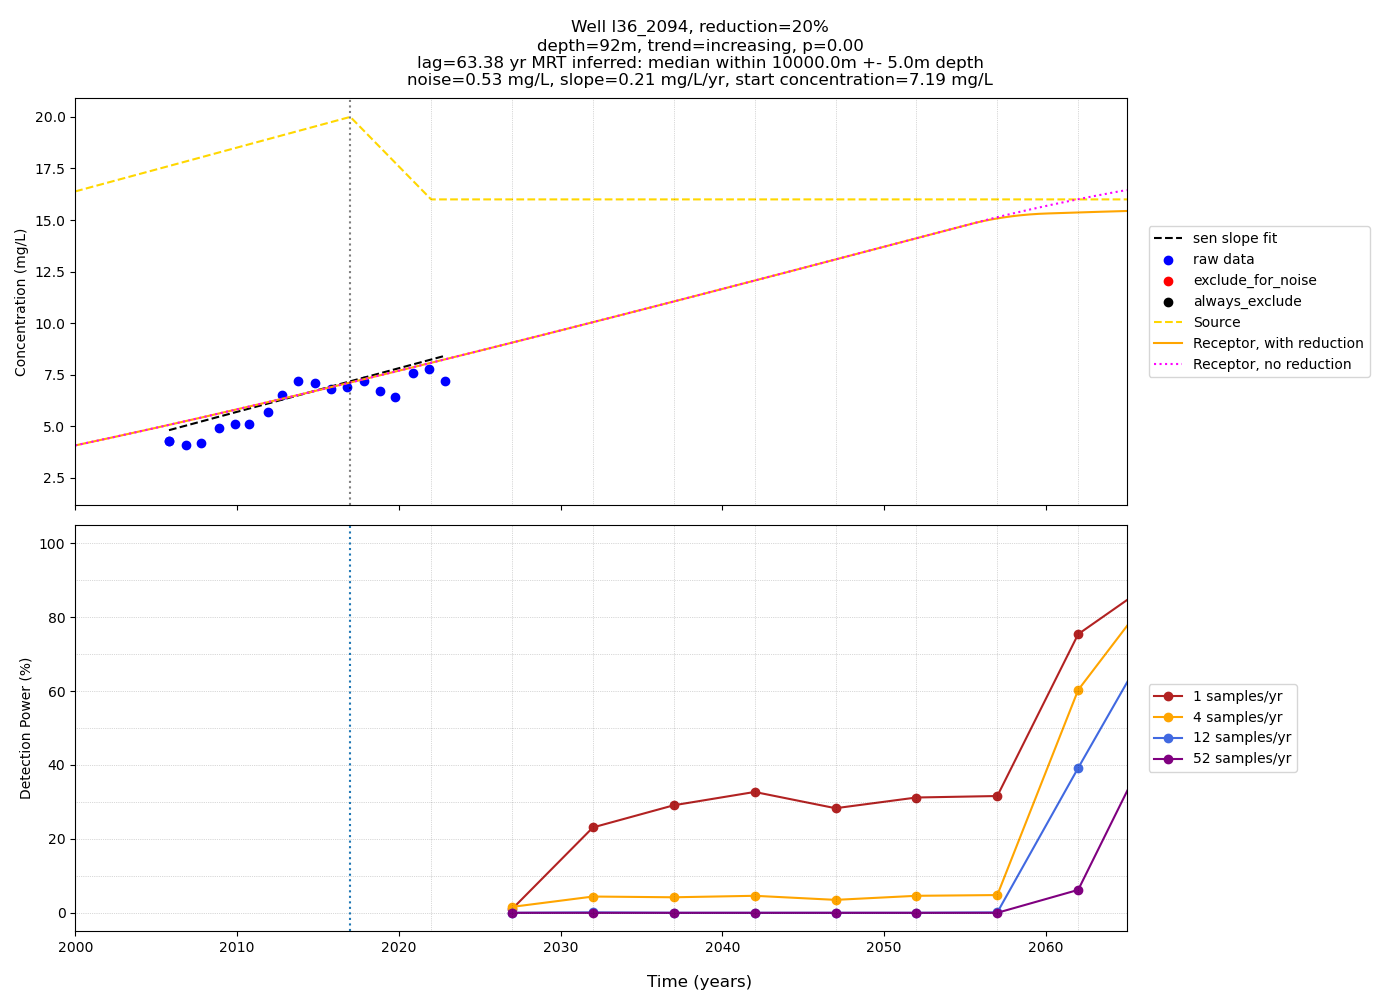 Well l36_2094, reduction=20%
depth=92m, trend=increasing, p=0.00
lag=63.38 yr MRT inferred: median within 10000.0m +- 5.0m depth
noise=0.53 mg/L, slope=0.21 mg/L/yr, start concentration=7.19 mg/L
20.0
17.5
15.0
12.5
10.0
7.5
5.0
2.5
Concentration (mg/L)
sen slope fit
raw data
exclude_for_noise
always_exclude
Source
Receptor, with reduction
Receptor, no reduction
100
80
60
40
20
0
Detection Power (%)
1 samples/yr
4 samples/yr
12 samples/yr
52 samples/yr
2000 2010 2020 2030 2040 2050 2060
Time (years)